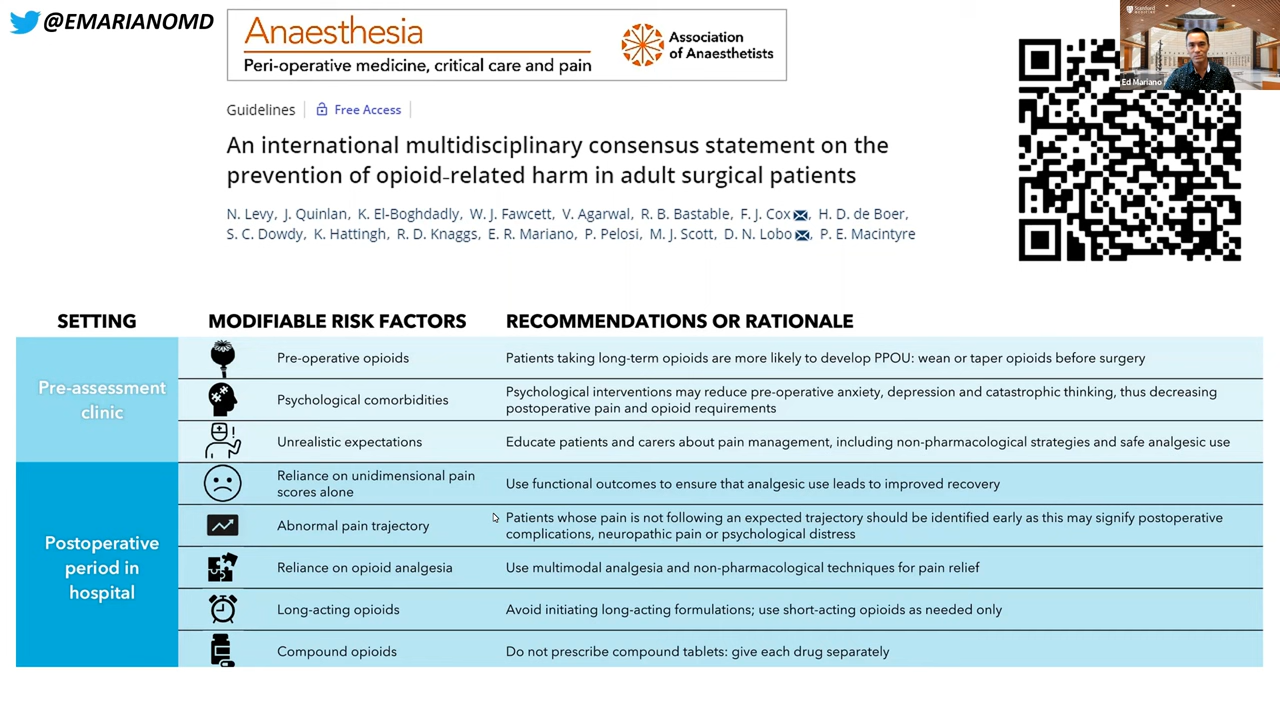 @EMARIANOMD
Anaesthesia
Peri-operative medicine, critical care and pain
Association
of Anaesthetists
Stanford
MEDICINE
Ed Mariano
Guidelines
Free Access
An international multidisciplinary consensus statement on the
prevention of opioid-related harm in adult surgical patients
N. Levy, J. Quinlan, K. El-Boghdadly, W. J. Fawcett, V. Agarwal, R. B. Bastable, F. J. Cox, H. D. de Boer,
S. C. Dowdy, K. Hattingh, R. D. Knaggs, E. R. Mariano, P. Pelosi, M. J. Scott, D. N. Lobo, P. E. Macintyre
SETTING
MODIFIABLE RISK FACTORS
RECOMMENDATIONS OR RATIONALE
Pre-assessment
clinic
Pre-operative opioids
Patients taking long-term opioids are more likely to develop PPOU: wean or taper opioids before surgery
Psychological comorbidities
Psychological interventions may reduce pre-operative anxiety, depression and catastrophic thinking, thus decreasing
postoperative pain and opioid requirements
Unrealistic expectations
Educate patients and carers about pain management, including non-pharmacological strategies and safe analgesic use
Postoperative
period in
hospital
Reliance on unidimensional pain
scores alone
Use functional outcomes to ensure that analgesic use leads to improved recovery
Abnormal pain trajectory
Patients whose pain is not following an expected trajectory should be identified early as this may signify postoperative
complications, neuropathic pain or psychological distress
Reliance on opioid analgesia
Use multimodal analgesia and non-pharmacological techniques for pain relief
Long-acting opioids
Avoid initiating long-acting formulations; use short-acting opioids as needed only
Compound opioids
Do not prescribe compound tablets: give each drug separately